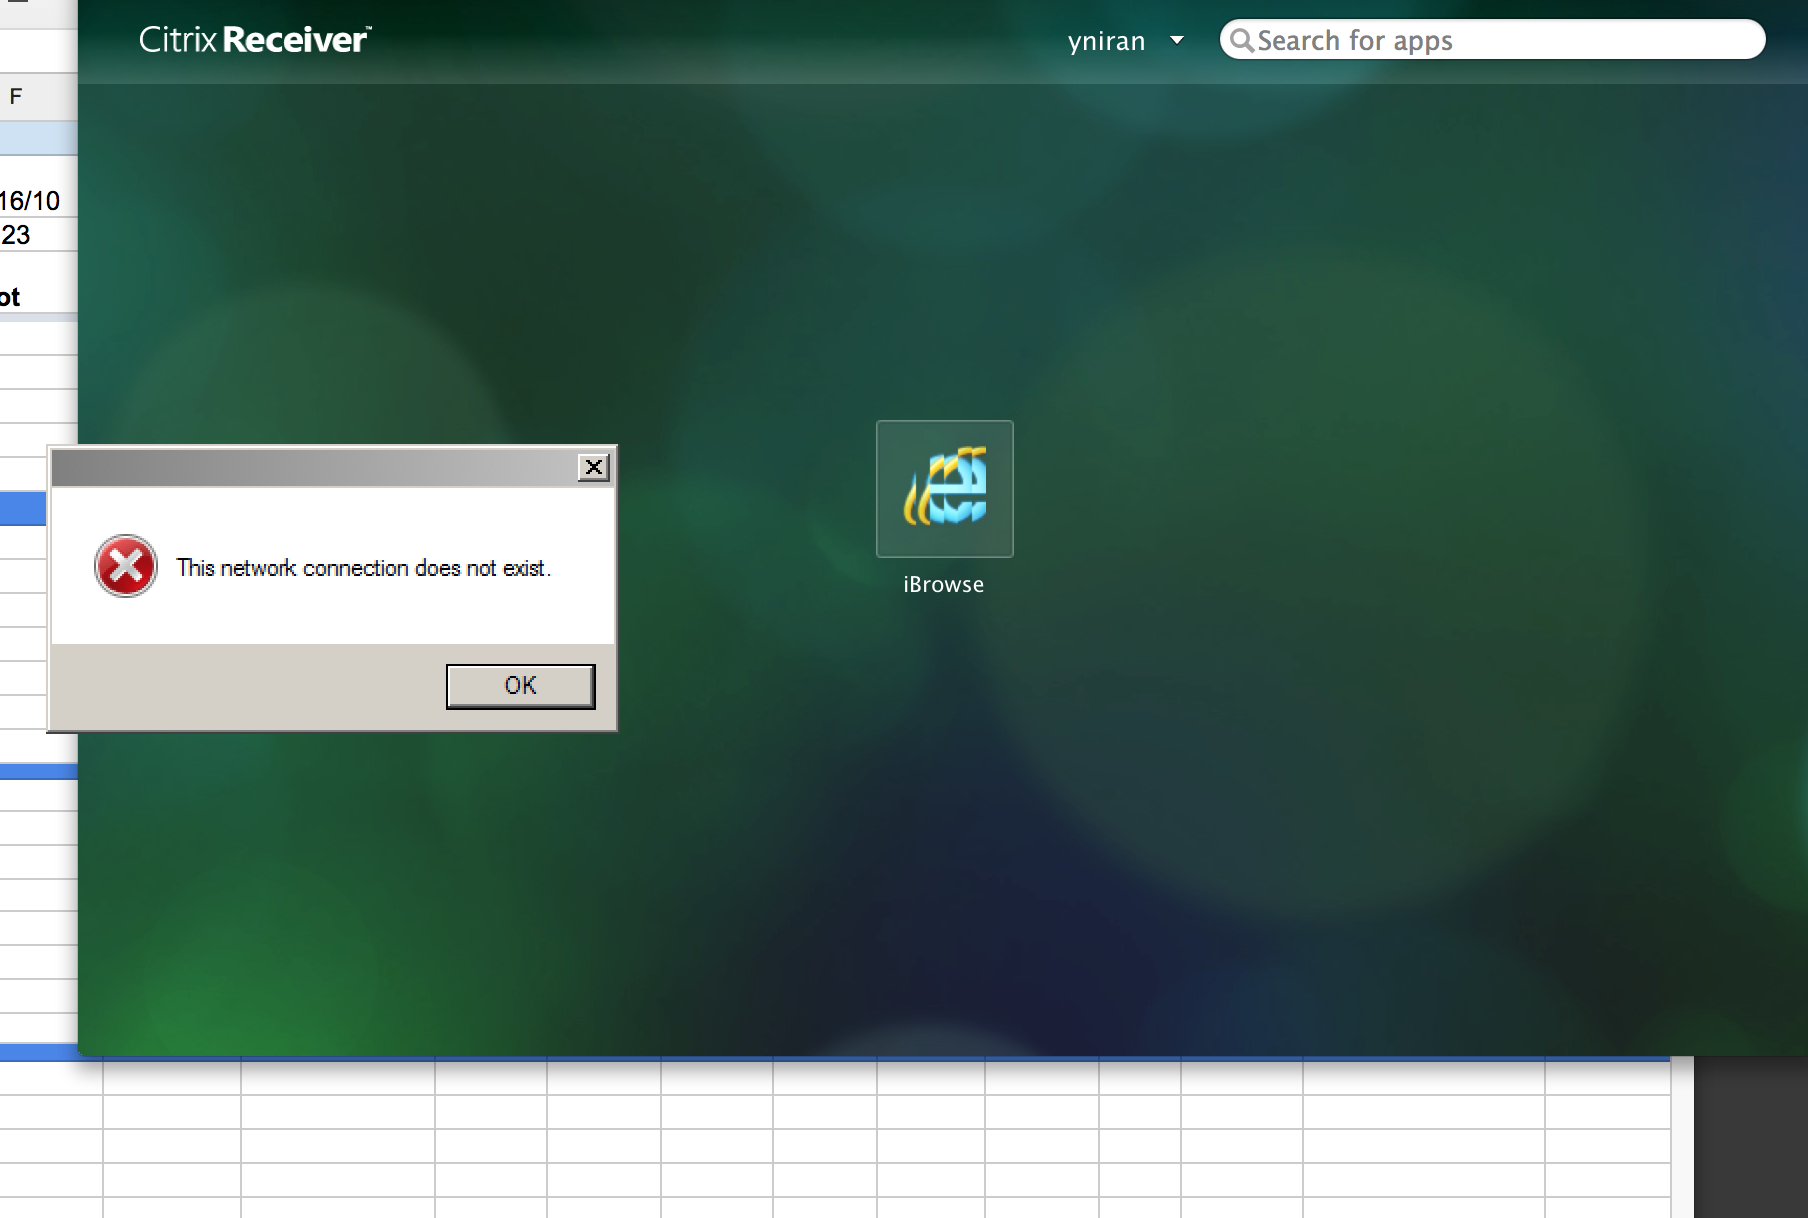 Citrix Receiver™
yniran
Search for apps
F
16/10
23
ot
This network connection does not exist.
OK
iBrowse